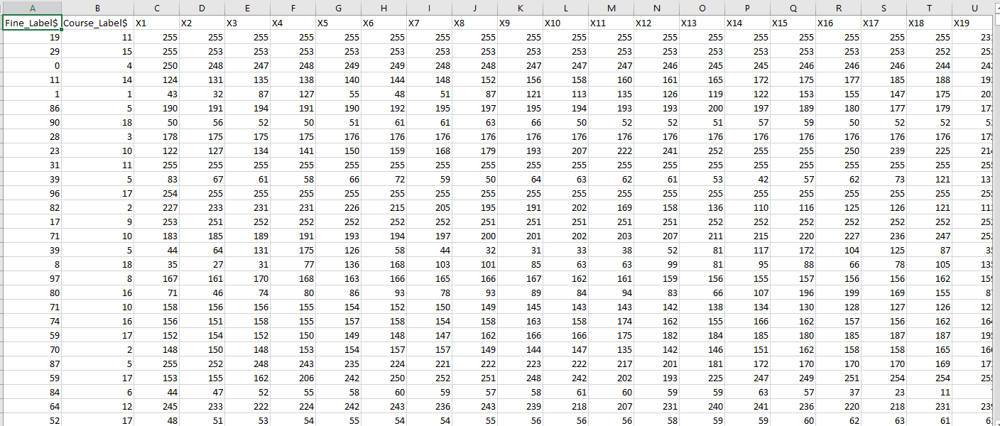 A B C D E F G H I J K L M N O P Q R S T U
Fine_Label$ Course_Label$ X1 X2 X3 X4 X5 X6 X7 X8 X9 X10 X11 X12 X13 X14 X15 X16 X17 X18 X19
19 11 255 255 255 255 255 255 255 255 255 255 255 255 255 255 255 255 255 255
29 15 255 253 253 253 253 253 253 253 253 253 253 253 253 253 253 253 253 252
0 4 250 248 247 248 249 249 248 248 247 247 247 246 245 245 246 246 246 244
11 14 124 131 135 138 140 144 148 152 156 158 160 161 165 172 175 177 185 188
1 1 43 32 87 127 55 48 51 87 121 113 135 126 119 122 153 155 147 175
86 5 190 191 194 191 190 192 195 197 195 194 193 193 200 197 189 180 177 179
90 18 50 56 52 50 51 61 61 63 66 50 52 52 51 57 59 50 52 52
28 3 178 175 175 175 176 176 176 176 176 176 176 176 176 176 176 176 176 176
23 10 122 127 134 141 150 159 168 179 193 207 222 241 252 255 255 250 239 225
31 11 255 255 255 255 255 255 255 255 255 255 255 255 255 255 255 255 255 255
39 5 83 67 61 58 66 72 59 50 64 63 62 61 53 42 57 62 73 121
96 17 254 255 255 255 255 255 255 255 255 255 255 255 255 255 255 255 255 255
82 2 227 233 231 231 226 215 205 195 191 202 169 158 136 110 116 125 126 121
17 9 253 251 252 252 252 252 252 251 251 251 251 251 252 252 252 252 252 252
71 10 183 185 189 191 193 194 197 200 201 202 203 207 211 215 220 227 236 247
39 5 44 64 131 175 126 58 44 32 31 33 38 52 81 117 172 104 125 87
8 18 35 27 31 77 136 168 103 101 85 63 63 99 81 95 88 66 78 105
97 8 167 161 170 168 163 166 165 166 167 162 161 159 156 155 157 156 156 162
80 16 71 46 74 80 86 93 78 93 89 84 94 83 66 107 196 199 169 155
71 10 158 156 156 155 154 152 150 149 145 143 143 142 138 134 130 128 127 126
74 16 156 151 158 155 157 158 154 158 163 158 174 162 155 166 162 157 156 162
59 17 152 154 152 150 149 148 147 162 166 166 175 182 184 185 180 185 187 187
70 2 148 150 148 153 154 157 157 149 144 147 135 142 146 151 162 158 158 165
87 5 255 252 248 243 235 224 221 222 223 222 217 201 181 172 170 170 170 169
59 17 153 155 162 206 242 250 252 251 248 242 202 193 225 247 249 251 254 254
84 6 44 47 52 55 58 60 59 57 58 61 60 59 59 63 57 37 23 11
64 12 245 233 222 224 242 243 236 243 239 218 207 231 240 241 236 220 218 231
52 17 48 51 53 54 55 54 54 55 56 56 56 58 59 59 60 62 63 61